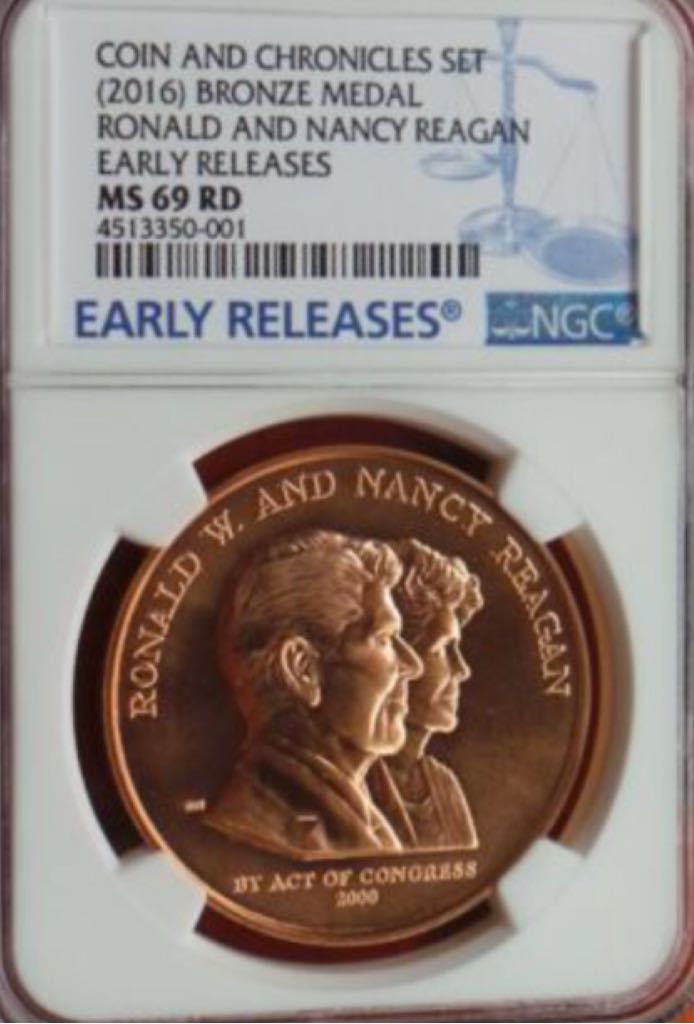 COIN AND CHRONICLES SET
(2016) BRONZE MEDAL
RONALD AND NANCY REAGAN
EARLY RELEASES
MS 69 RD
4513350-001
EARLY RELEASES®
NGC®
RONALD W. AND NANCY REAGAN
BY ACT OF CONGRESS
2000